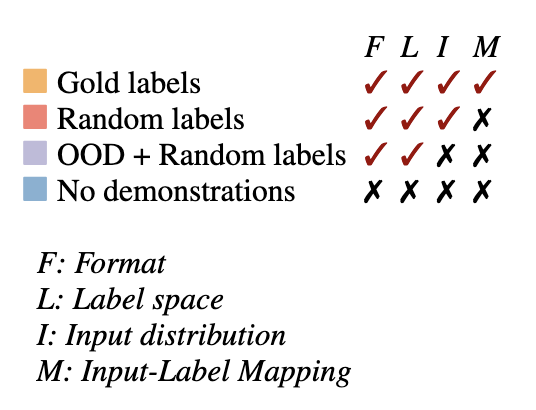 F L I M
Gold labels ✓ ✓ ✓ ✓
Random labels ✓ ✓ ✓ ✗
OOD + Random labels ✓ ✓ ✗ ✗
No demonstrations ✗ ✗ ✗ ✗
F: Format
L: Label space
I: Input distribution
M: Input-Label Mapping